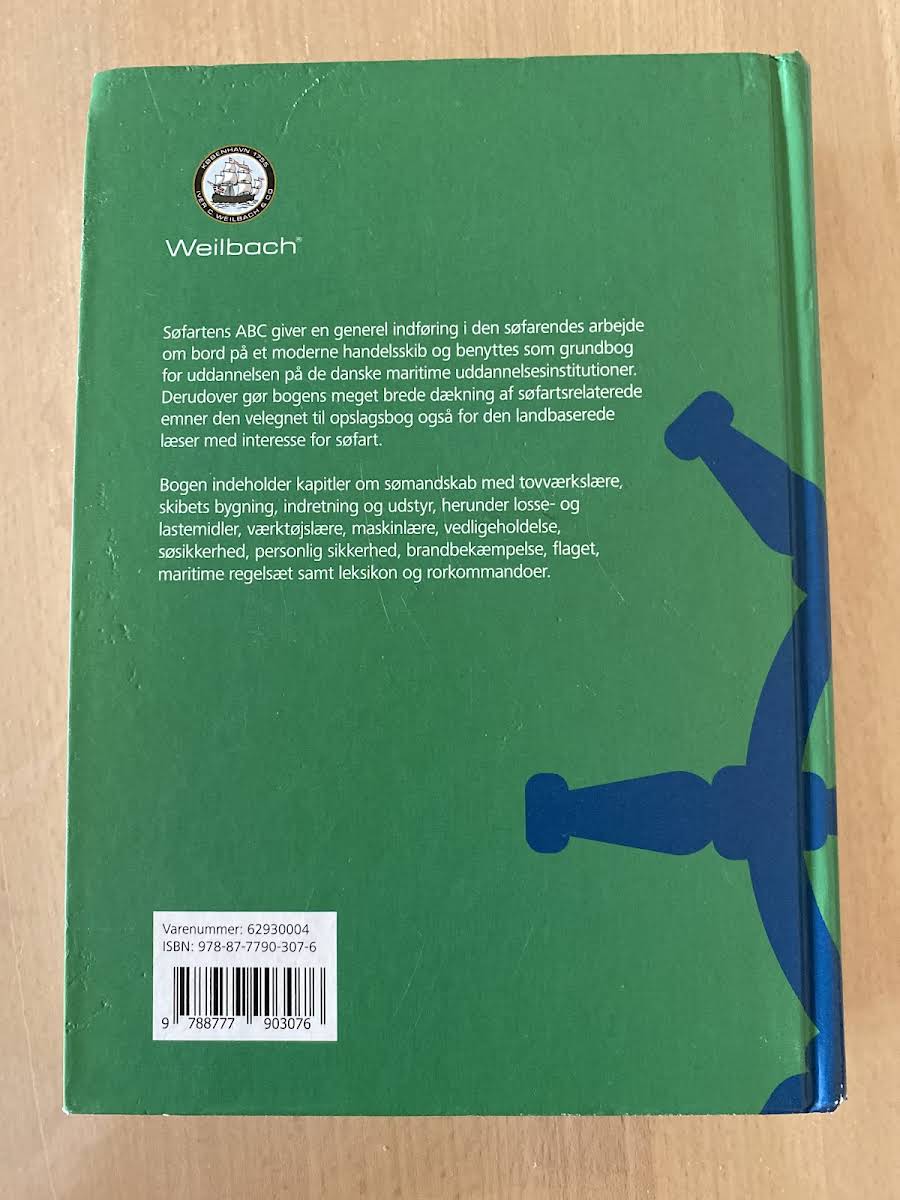 KØBENHAVN 1755
IVER C. WEILBACH & CO
Weilbach®
Søfartens ABC giver en generel indføring i den søfarendes arbejde
om bord på et moderne handelsskib og benyttes som grundbog
for uddannelsen på de danske maritime uddannelsesinstitutioner.
Derudover gør bogens meget brede dækning af søfartsrelaterede
emner den velegnet til opslagsbog også for den landbaserede
læser med interesse for søfart.
Bogen indeholder kapitler om sømandskab med tovværkslære,
skibets bygning, indretning og udstyr, herunder losse- og
lastemidler, værktøjslære, maskinlære, vedligeholdelse,
søsikkerhed, personlig sikkerhed, brandbekæmpelse, flaget,
maritime regelsæt samt leksikon og rorkommandoer.
Varenummer: 62930004
ISBN: 978-87-7790-307-6
9 788777 903076